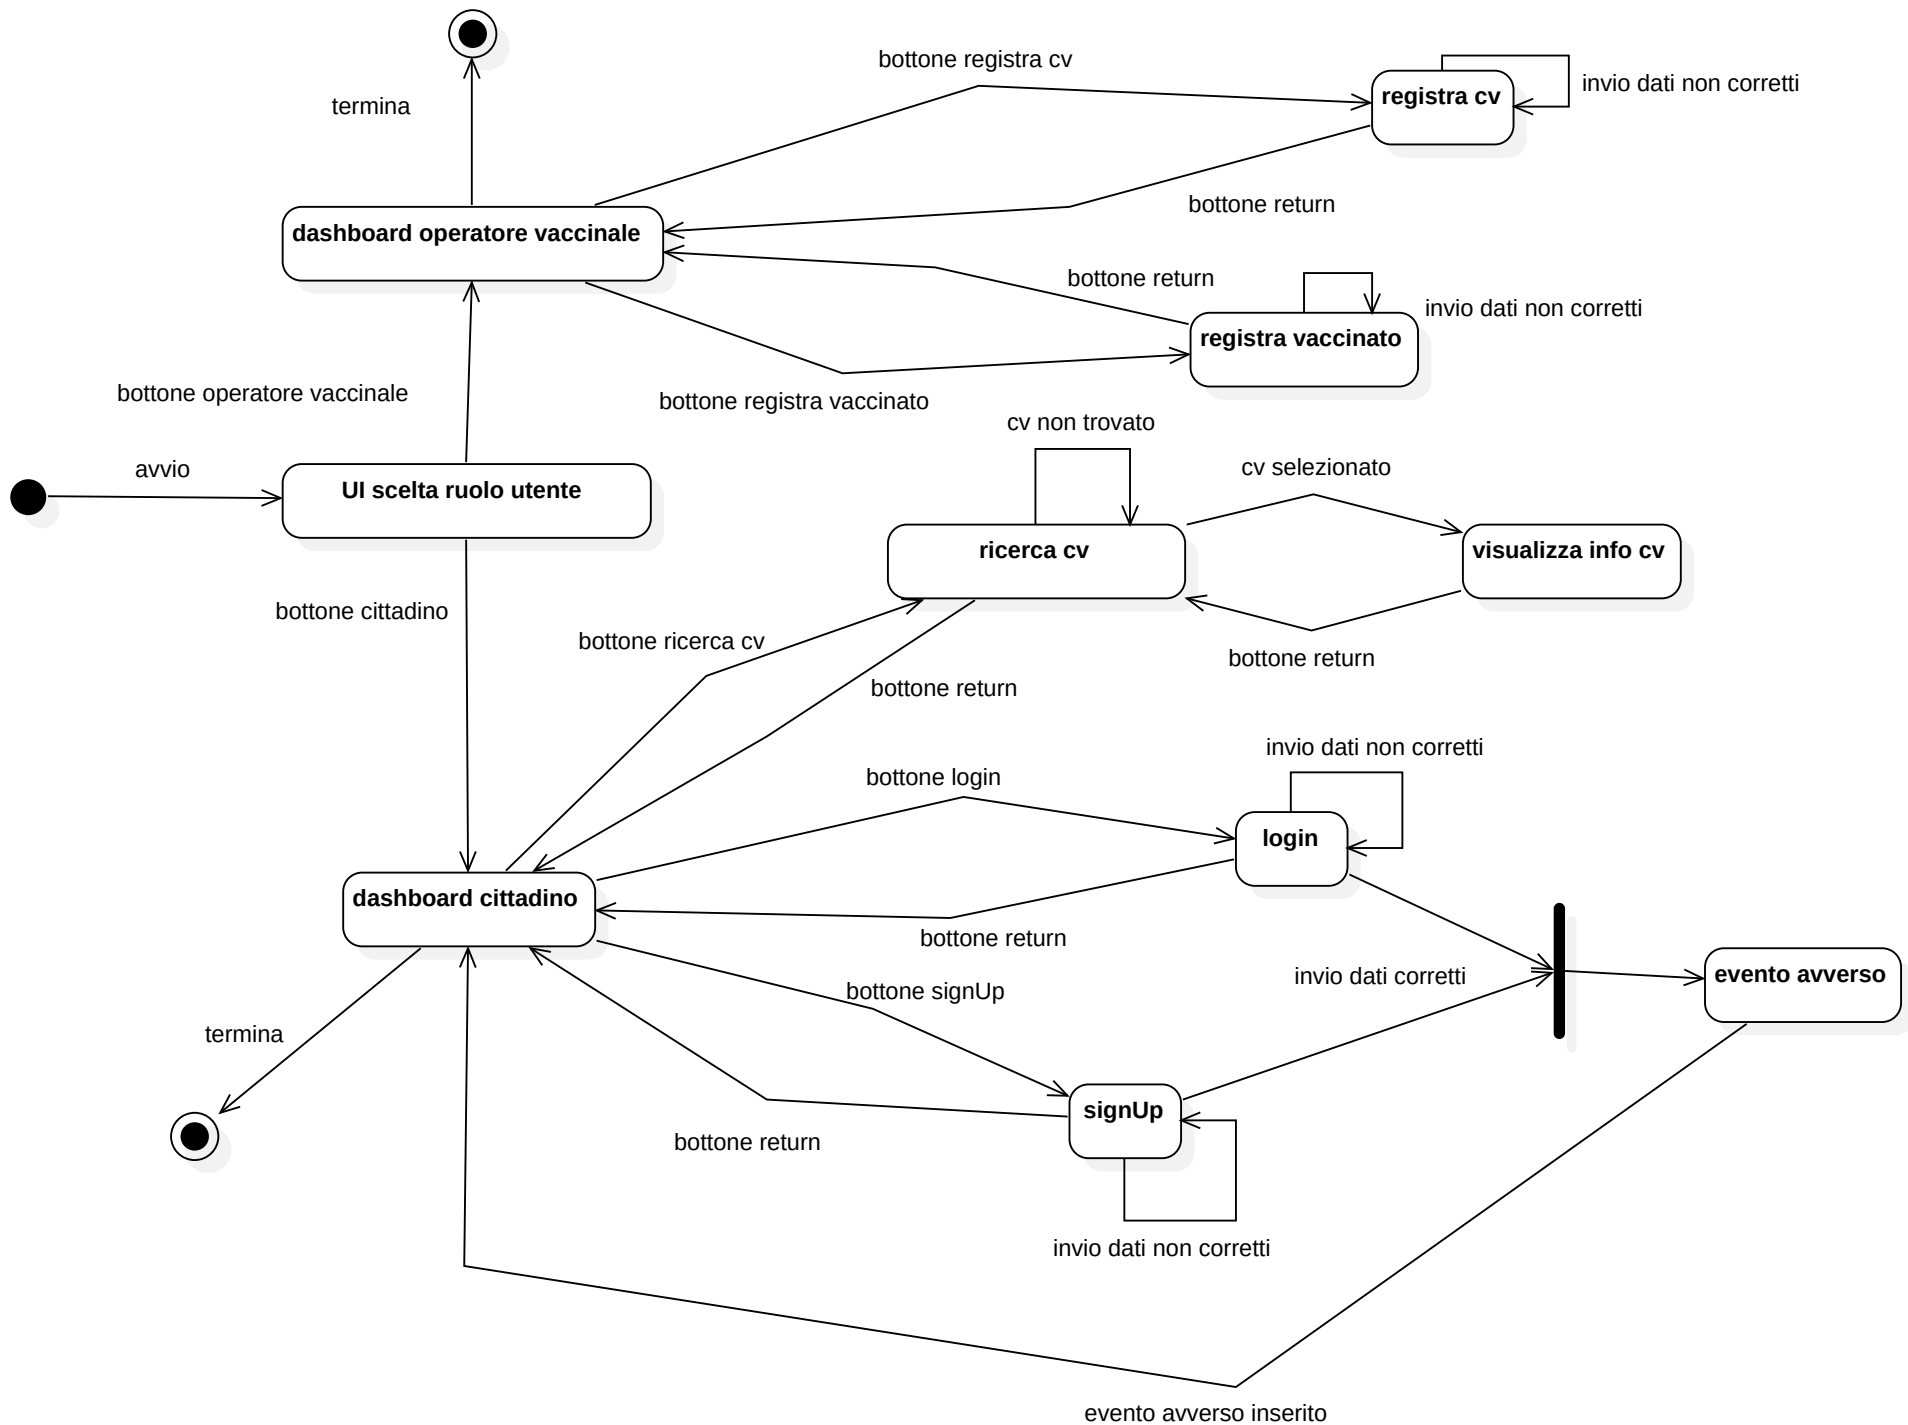 bottone registra cv
registra cv
invio dati non corretti
termina
bottone return
dashboard operatore vaccinale
bottone return
invio dati non corretti
registra vaccinato
bottone operatore vaccinale
bottone registra vaccinato
cv non trovato
avvio
cv selezionato
UI scelta ruolo utente
ricerca cv
visualizza info cv
bottone cittadino
bottone ricerca cv
bottone return
bottone return
invio dati non corretti
bottone login
login
dashboard cittadino
bottone return
invio dati corretti
evento avverso
bottone signUp
termina
signUp
bottone return
invio dati non corretti
evento avverso inserito